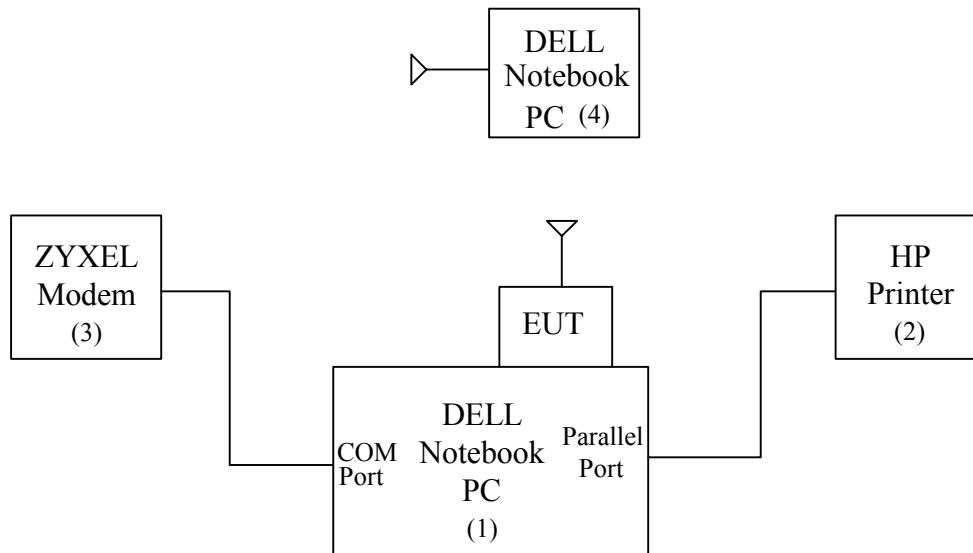 DELL
Notebook
PC (4)
ZYXEL
Modem
(3)
HP
Printer
(2)
EUT
COM
Port
DELL
Notebook
PC
(1)
Parallel
Port